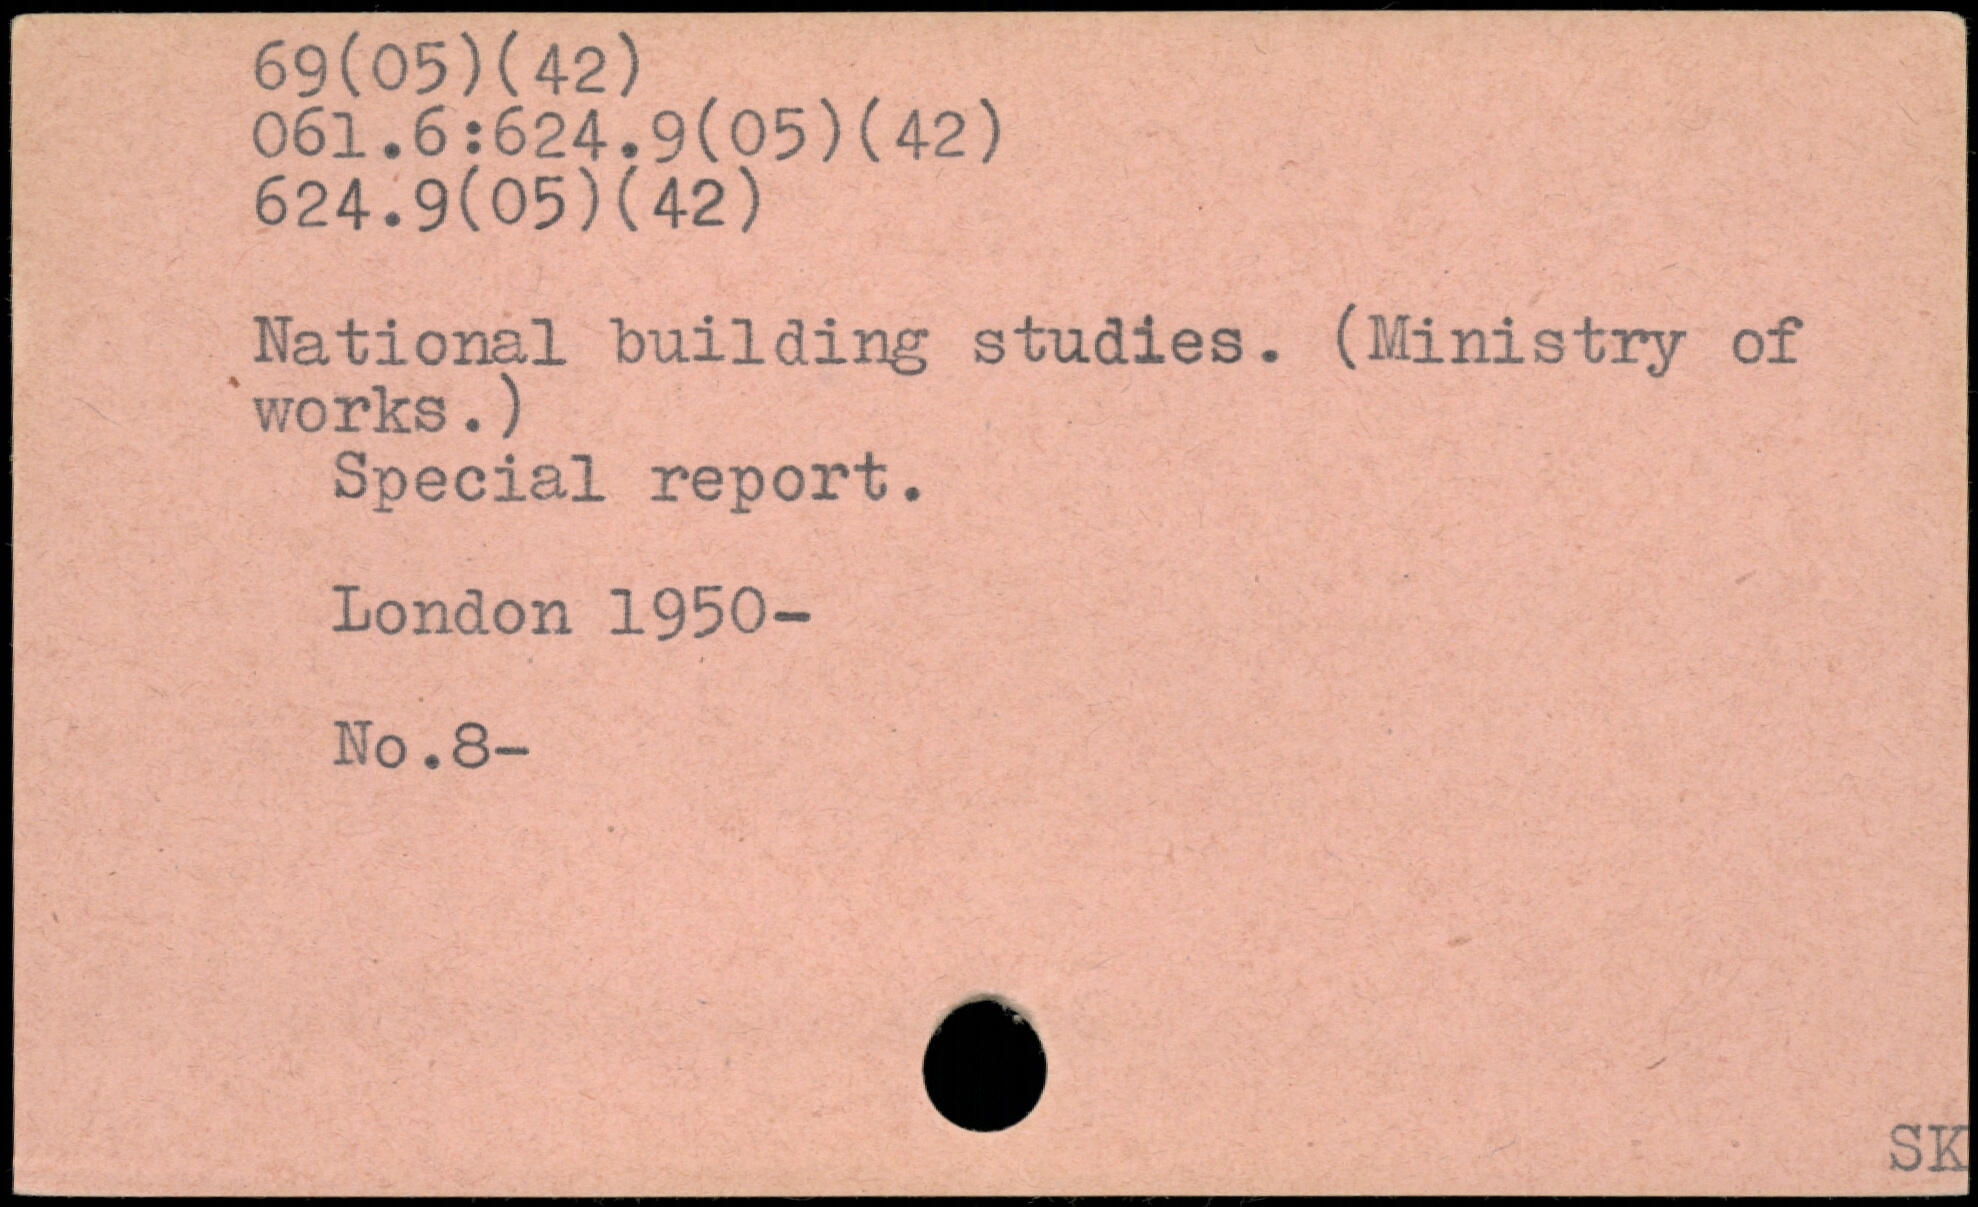 69(05)(42)
061.6:624.9(05)(42)
624.9(05)(42)
National building studies. (Ministry of
works.)
Special report.
London 1950-
No.8-
SK